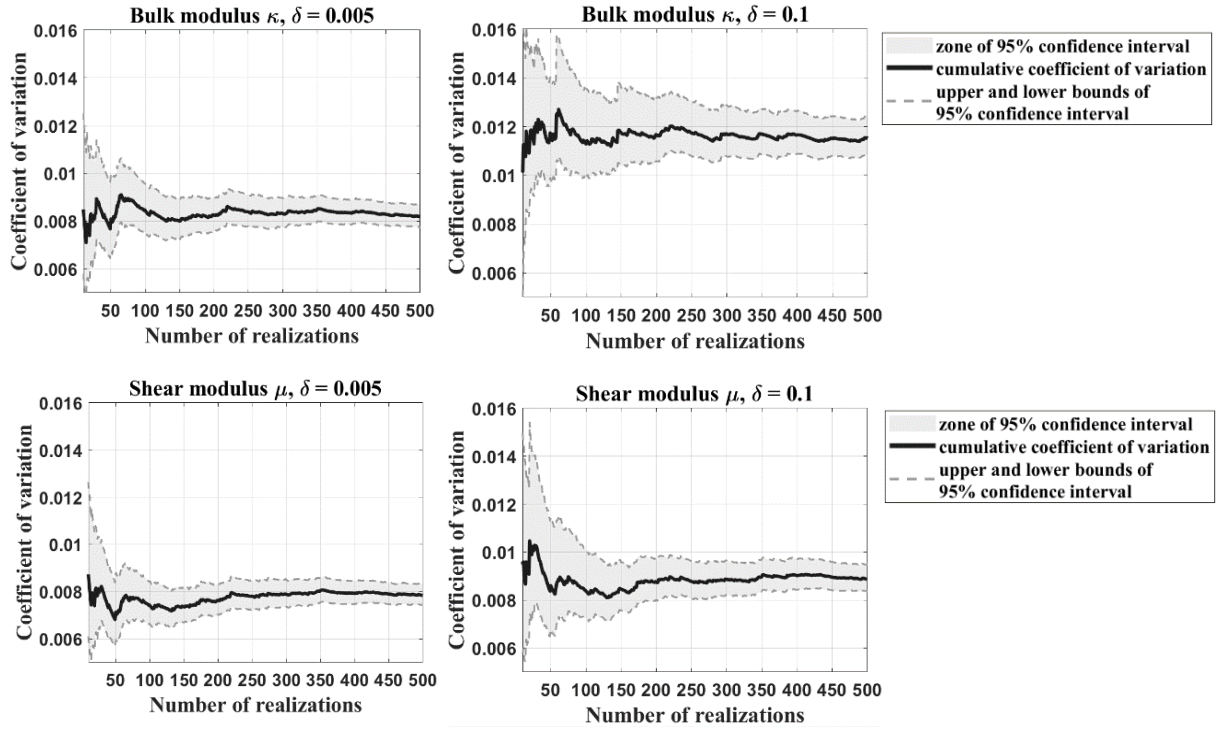 Bulk modulus κ, δ = 0.005
Coefficient of variation
0.016
0.014
0.012
0.01
0.008
0.006
50 100 150 200 250 300 350 400 450 500
Number of realizations
Bulk modulus κ, δ = 0.1
Coefficient of variation
0.016
0.014
0.012
0.01
0.008
0.006
50 100 150 200 250 300 350 400 450 500
Number of realizations
zone of 95% confidence interval
cumulative coefficient of variation
upper and lower bounds of
95% confidence interval
Shear modulus μ, δ = 0.005
Coefficient of variation
0.016
0.014
0.012
0.01
0.008
0.006
50 100 150 200 250 300 350 400 450 500
Number of realizations
Shear modulus μ, δ = 0.1
Coefficient of variation
0.016
0.014
0.012
0.01
0.008
0.006
50 100 150 200 250 300 350 400 450 500
Number of realizations
zone of 95% confidence interval
cumulative coefficient of variation
upper and lower bounds of
95% confidence interval